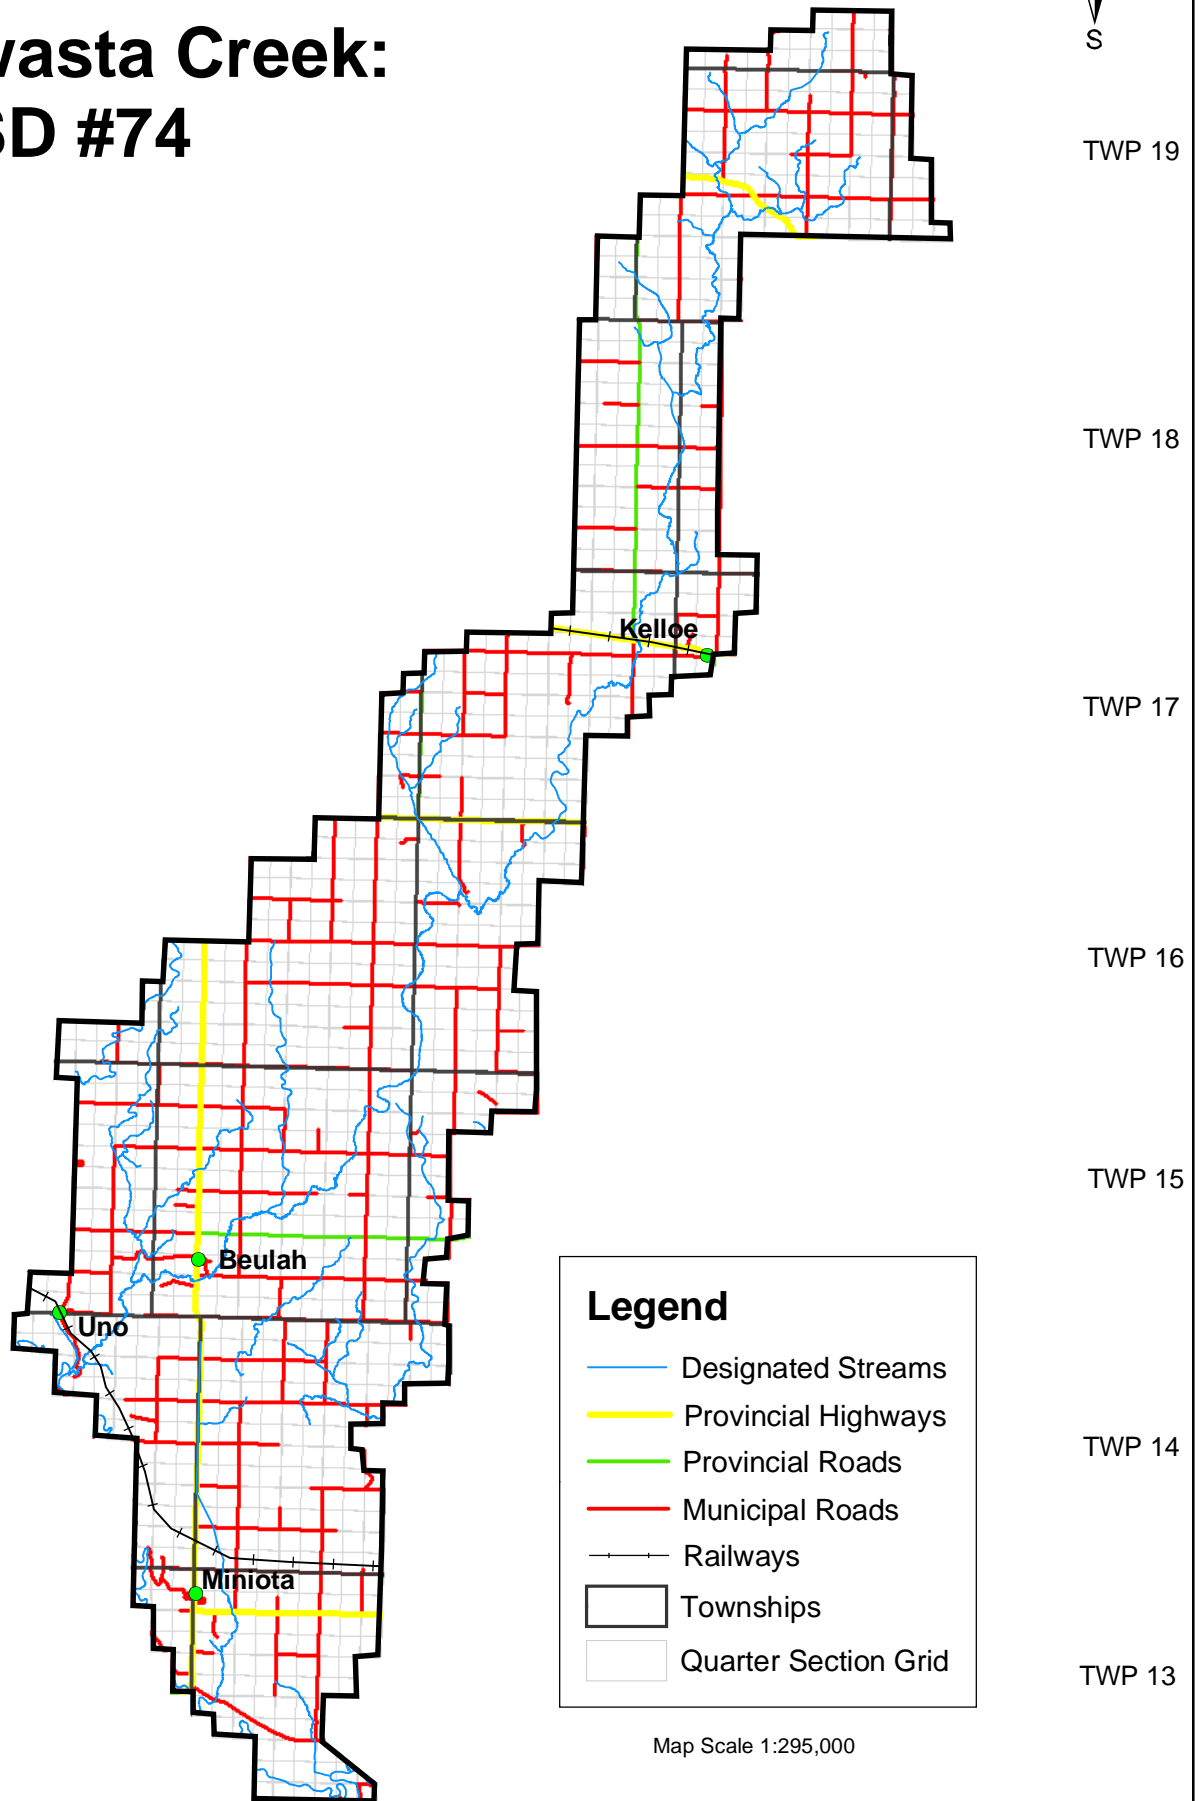 S
vasta Creek:
SD #74
TWP 19
TWP 18
Kelloe
TWP 17
TWP 16
TWP 15
Beulah
Uno
Legend
Designated Streams
Provincial Highways
Provincial Roads
Municipal Roads
Railways
Townships
Quarter Section Grid
TWP 14
Miniota
TWP 13
Map Scale 1:295,000